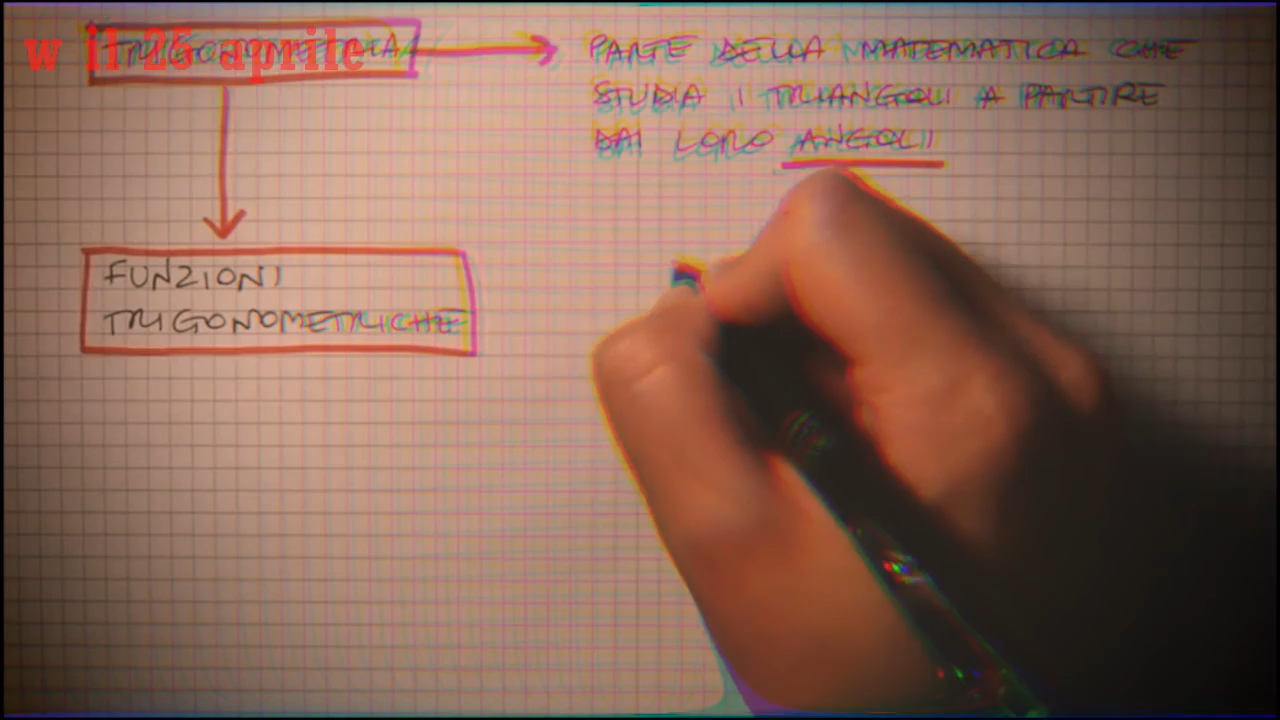 w il 25 aprile
TRIGONOMETRIA
PARTE DELLA MATEMATICA CHE
STUDIA I TRIANGOLI A PARTIRE
DAI LORO ANGOLI
FUNZIONI
TRIGONOMETRICHE